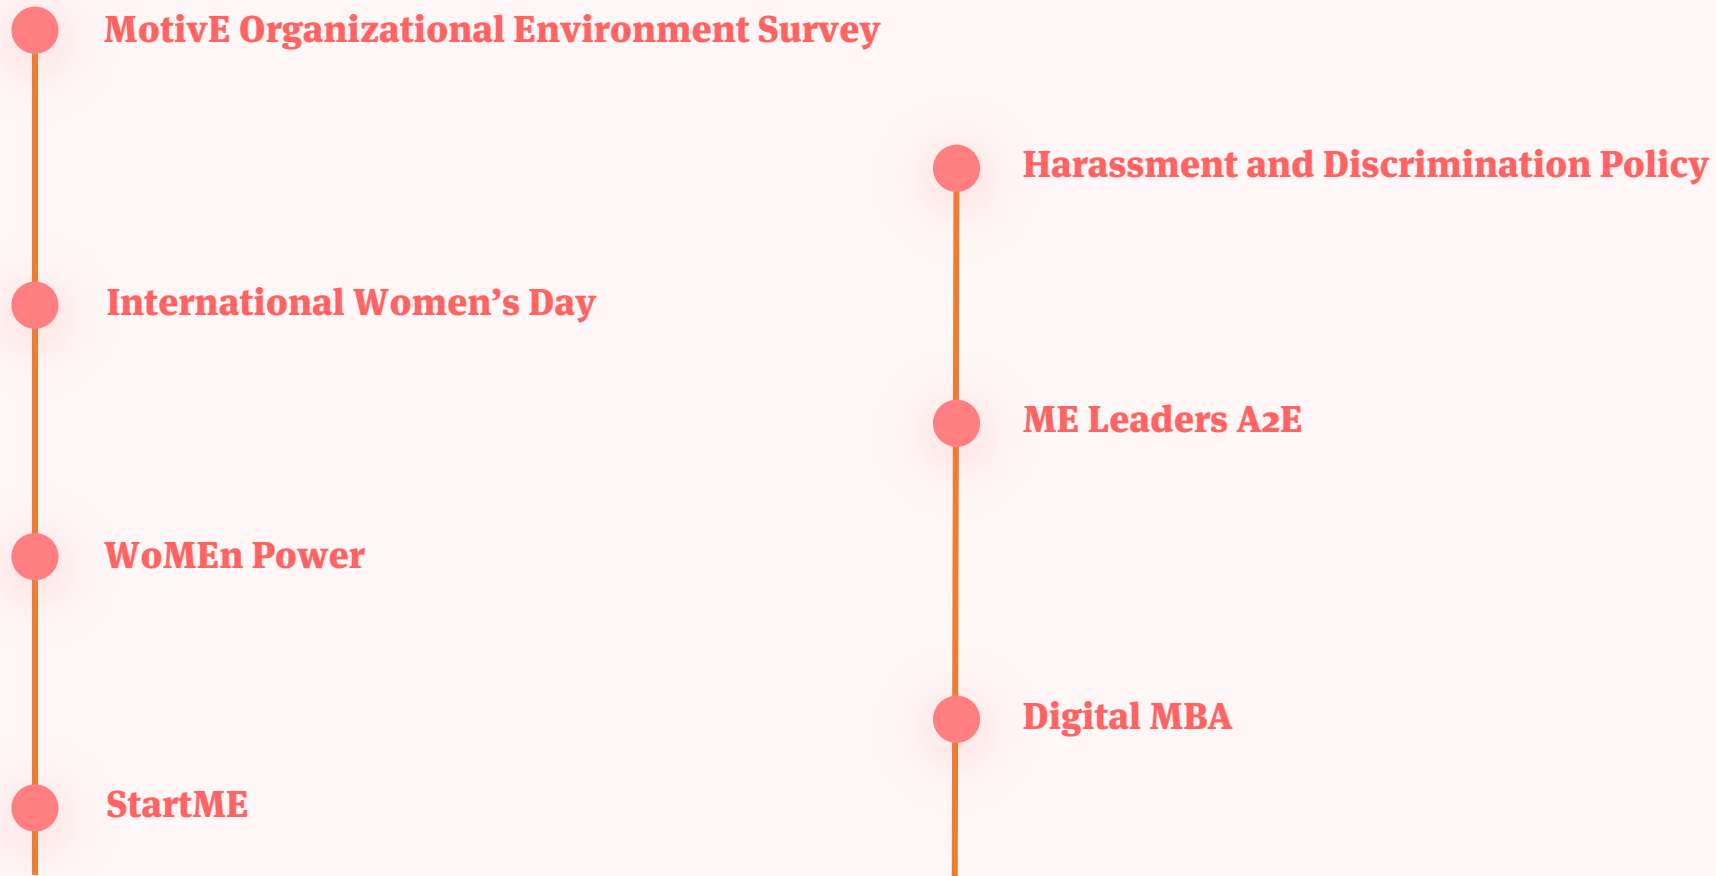 MotivE Organizational Environment Survey
International Women’s Day
WoMEn Power
StartME
Harassment and Discrimination Policy
ME Leaders A2E
Digital MBA